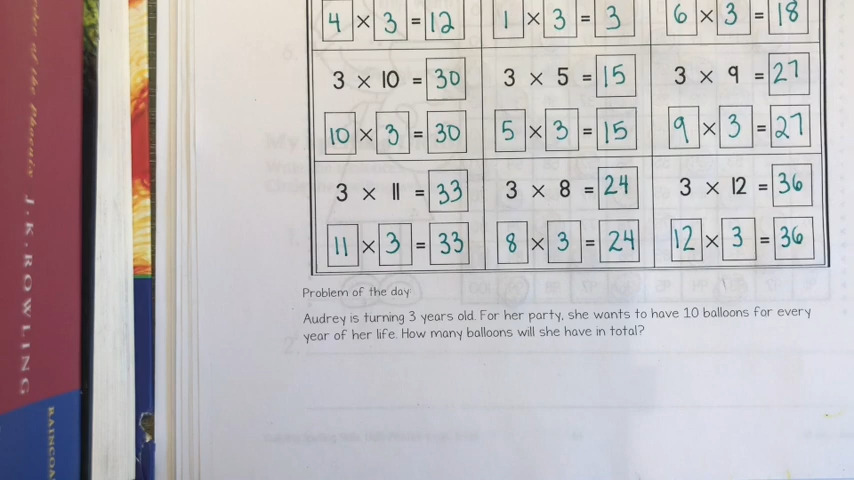 4 × 3 = 12 1 × 3 = 3 6 × 3 = 18
3 × 10 = 30 3 × 5 = 15 3 × 9 = 27
10 × 3 = 30 5 × 3 = 15 9 × 3 = 27
3 × 11 = 33 3 × 8 = 24 3 × 12 = 36
11 × 3 = 33 8 × 3 = 24 12 × 3 = 36
Problem of the day
Audrey is turning 3 years old. For her party, she wants to have 10 balloons for every
year of her life. How many balloons will she have in total?
of the Phoenix J.K.ROWLING
RAINCOA